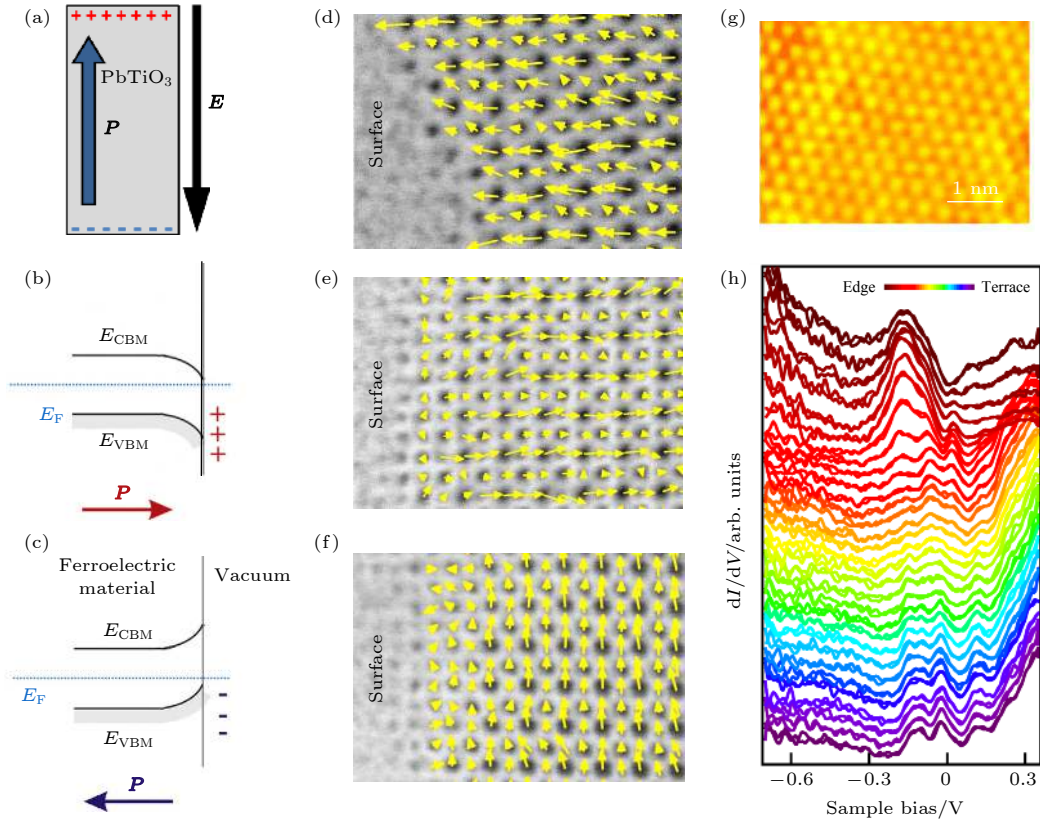 (a)
+ + + + + + +
PbTiO3
P
E
- - - - - - -
(b)
ECBM
EF
EVBM
+
+
+
P
(c)
Ferroelectric
material
Vacuum
ECBM
EF
EVBM
-
-
-
P
(d)
Surface
(e)
Surface
(f)
Surface
(g)
1 nm
(h)
Edge
Terrace
dI/dV/arb. units
−0.6
−0.3
0
0.3
Sample bias/V